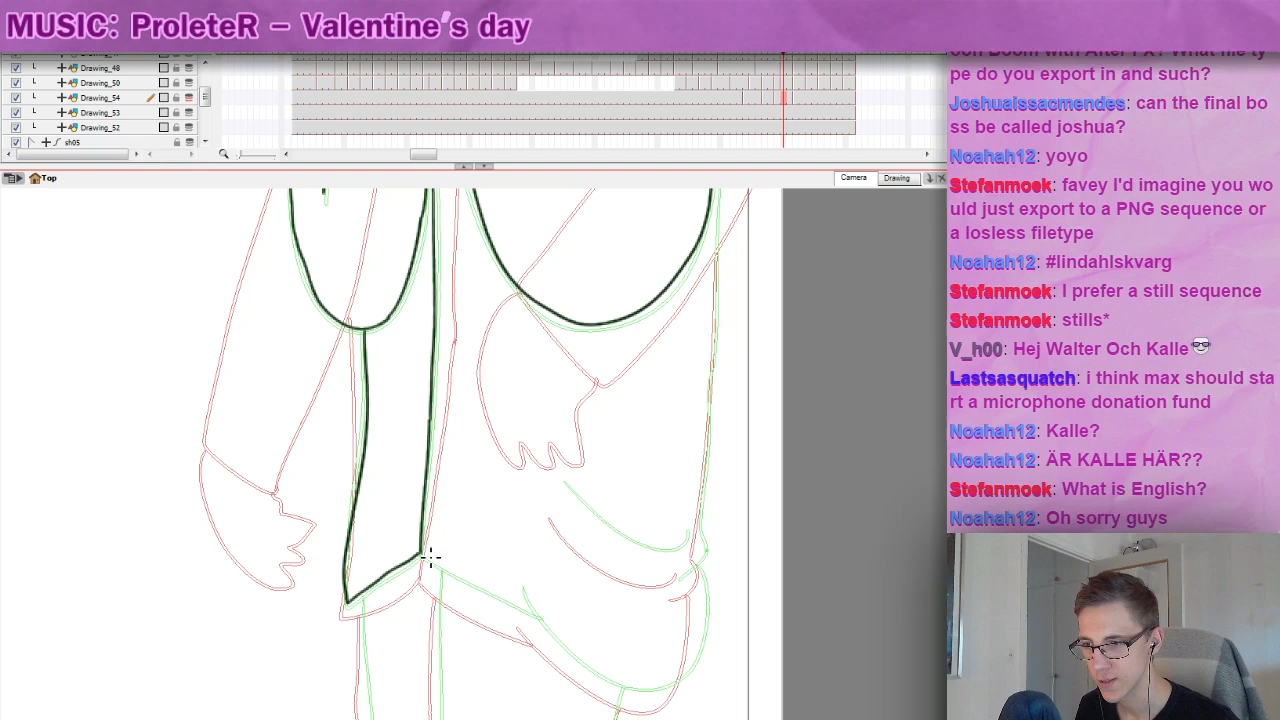 MUSIC: ProleteR - Valentine's day
Drawing_48
Drawing_50
Drawing_54
Drawing_53
Drawing_52
sh05
Top
Camera
Drawing
pe do you export in and such?
Joshuaissacmendes: can the final bo
ss be called joshua?
Noahah12: yoyo
Stefanmoek: favey I'd imagine you wo
uld just export to a PNG sequence or
a losless filetype
Noahah12: #lindahlskvarg
Stefanmoek: I prefer a still sequence
Stefanmoek: stills*
V_h00: Hej Walter Och Kalle
Lastsasquatch: i think max should sta
rt a microphone donation fund
Noahah12: Kalle?
Noahah12: ÄR KALLE HÄR??
Stefanmoek: What is English?
Noahah12: Oh sorry guys